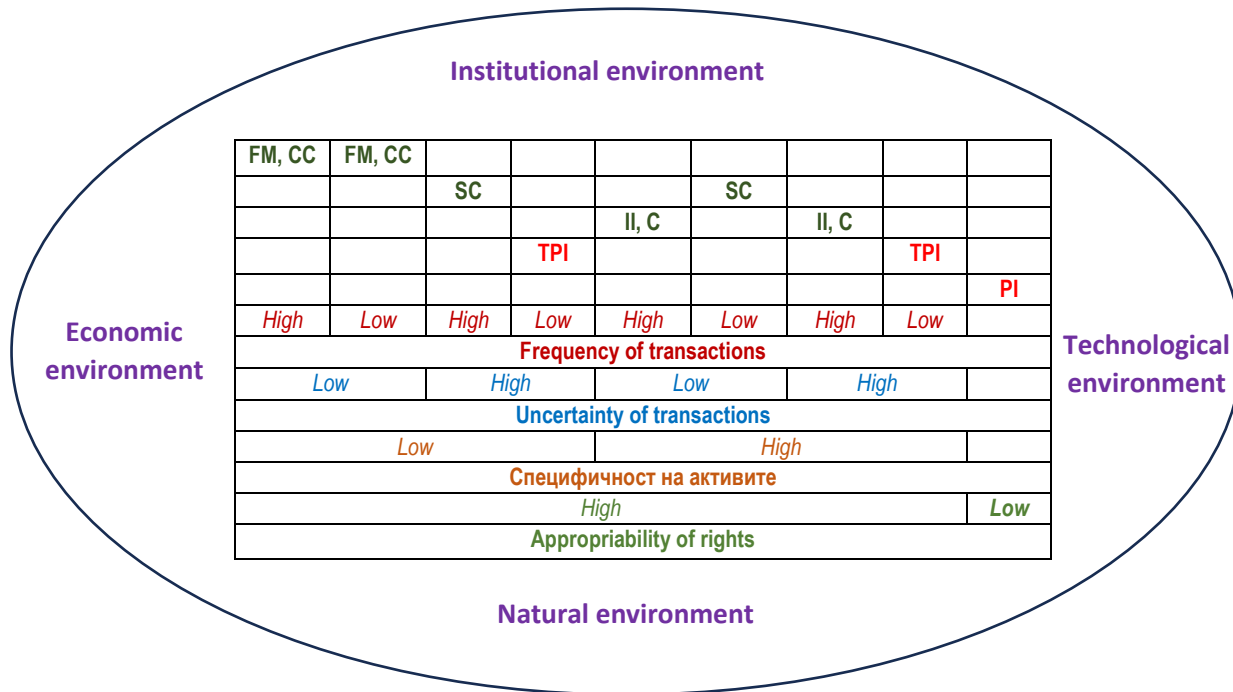 Institutional environment
FM, CC FM, CC
SC SC
II, C II, C
TPI TPI
PI
High Low High Low High Low High Low
Frequency of transactions
Low High Low High
Uncertainty of transactions
Low High
Специфичност на активите
High Low
Appropriability of rights
Economic
environment
Technological
environment
Natural environment